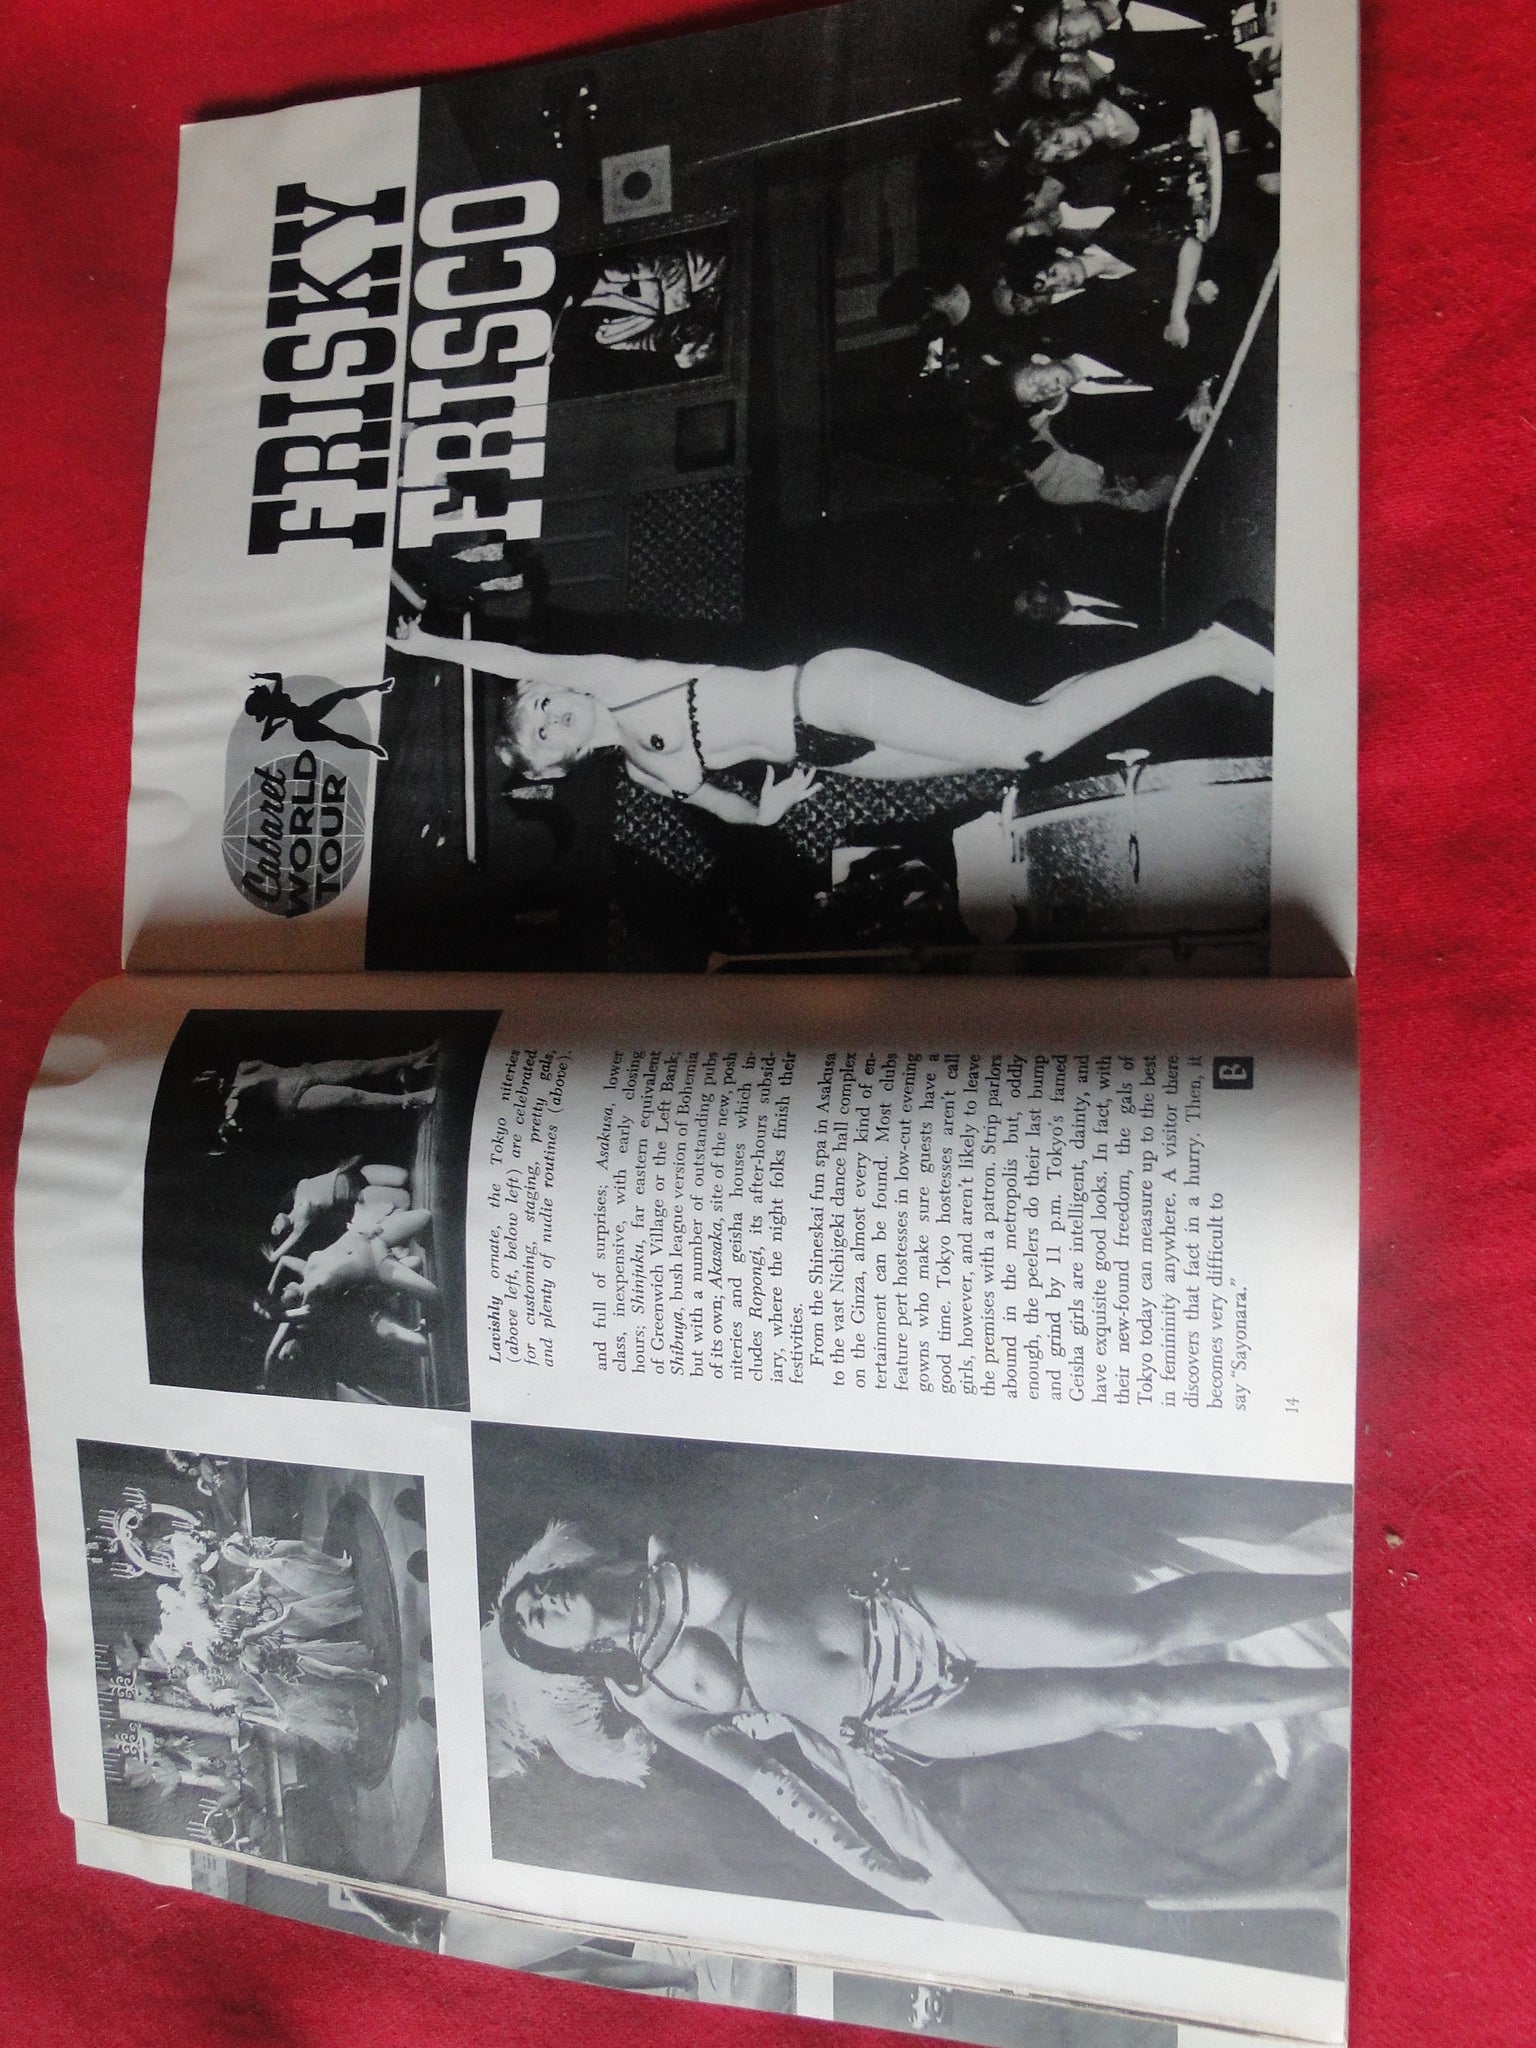 Lavishly ornate, the Tokyo niteries
(above left, below left) are celebrated
for customing, staging, pretty gals,
and plenty of nudie routines (above).
and full of surprises; Asakusa, lower
class, inexpensive, with early closing
hours; Shinjuku, far eastern equivalent
of Greenwich Village or the Left Bank;
Shibuya, bush league version of Bohemia
but with a number of outstanding pubs
of its own; Akasaka, site of the new, posh
niteries and geisha houses which in-
cludes Ropongi, its after-hours subsid-
iary, where the night folks finish their
festivities.
From the Shineskai fun spa in Asakusa
to the vast Nichigeki dance hall complex
on the Ginza, almost every kind of en-
tertainment can be found. Most clubs
feature pert hostesses in low-cut evening
gowns who make sure guests have a
good time. Tokyo hostesses aren't call
girls, however, and aren't likely to leave
the premises with a patron. Strip parlors
abound in the metropolis but, oddly
enough, the peelers do their last bump
and grind by 11 p.m. Tokyo's famed
Geisha girls are intelligent, dainty, and
have exquisite good looks. In fact, with
their new-found freedom, the gals of
Tokyo today can measure up to the best
in femininity anywhere. A visitor there
discovers that fact in a hurry. Then, it
becomes very difficult to
say "Sayonara."
B
14
Cabaret
WORLD
TOUR
FRISKY
FRISCO